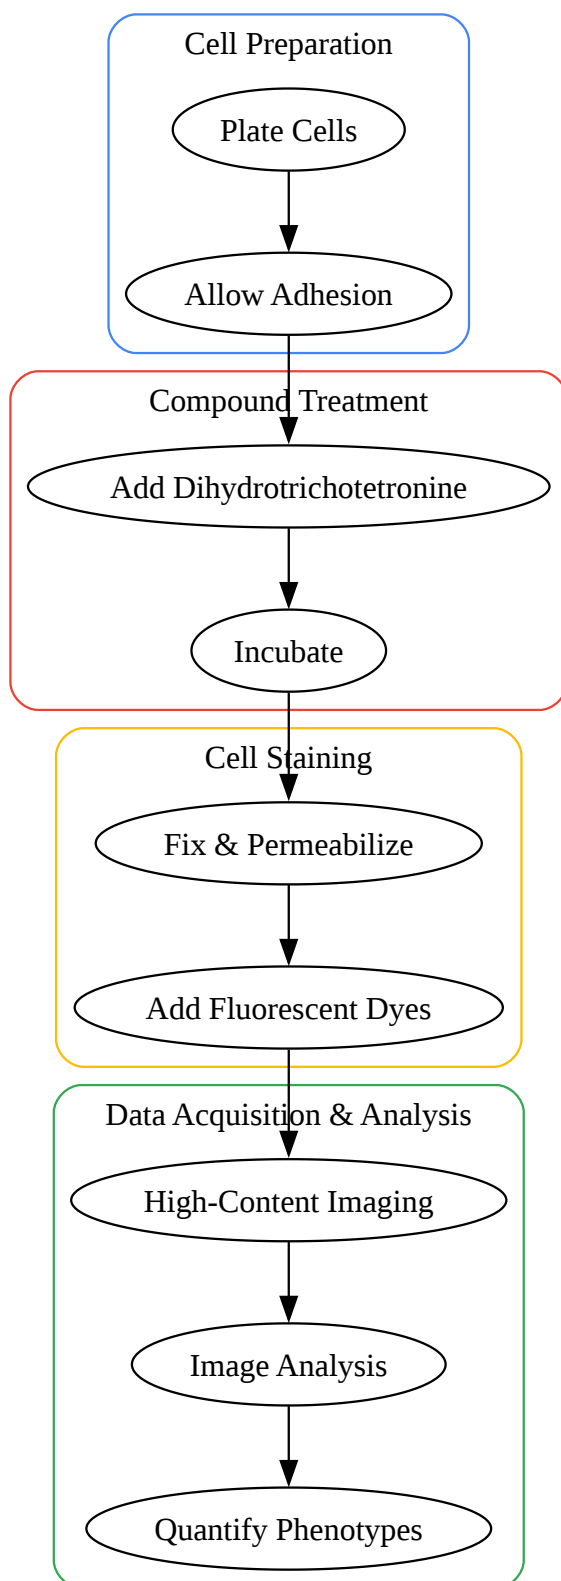 Cell Preparation
Plate Cells
Allow Adhesion
Compound Treatment
Add Dihydrotrichotetronine
Incubate
Cell Staining
Fix & Permeabilize
Add Fluorescent Dyes
Data Acquisition & Analysis
High-Content Imaging
Image Analysis
Quantify Phenotypes